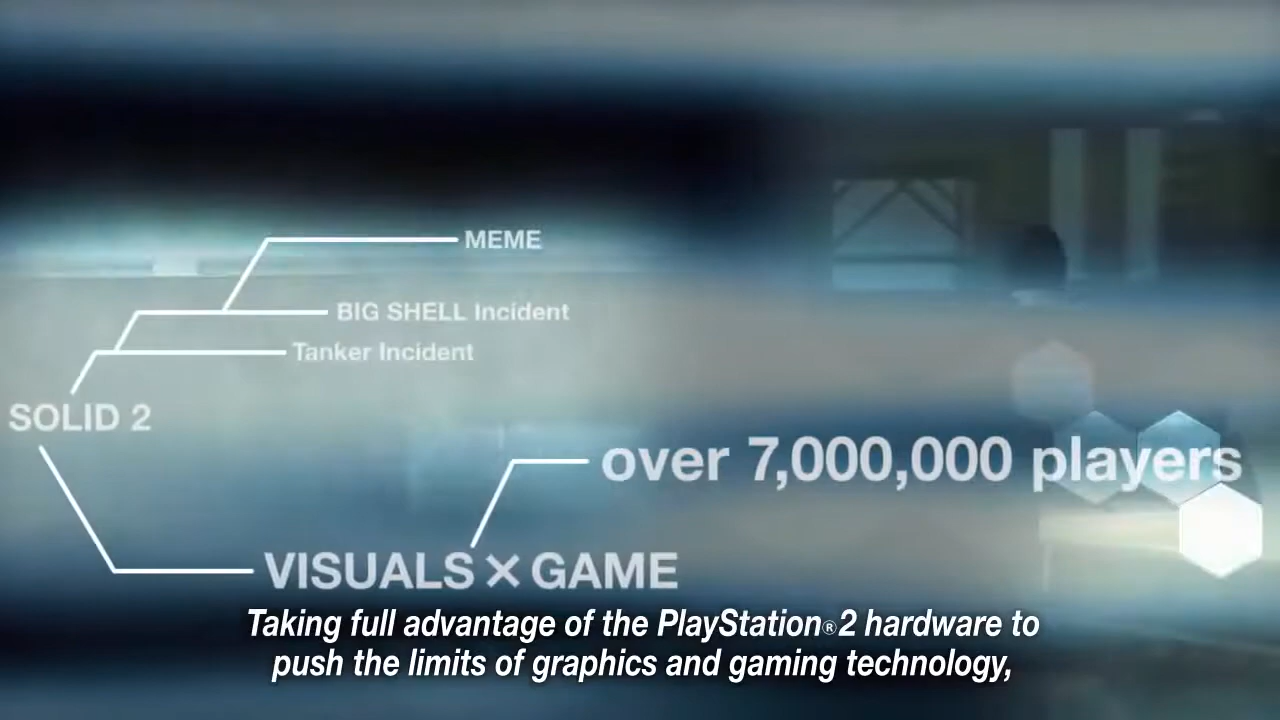 MEME
BIG SHELL Incident
Tanker Incident
SOLID 2
over 7,000,000 players
VISUALS × GAME
Taking full advantage of the PlayStation®2 hardware to
push the limits of graphics and gaming technology,